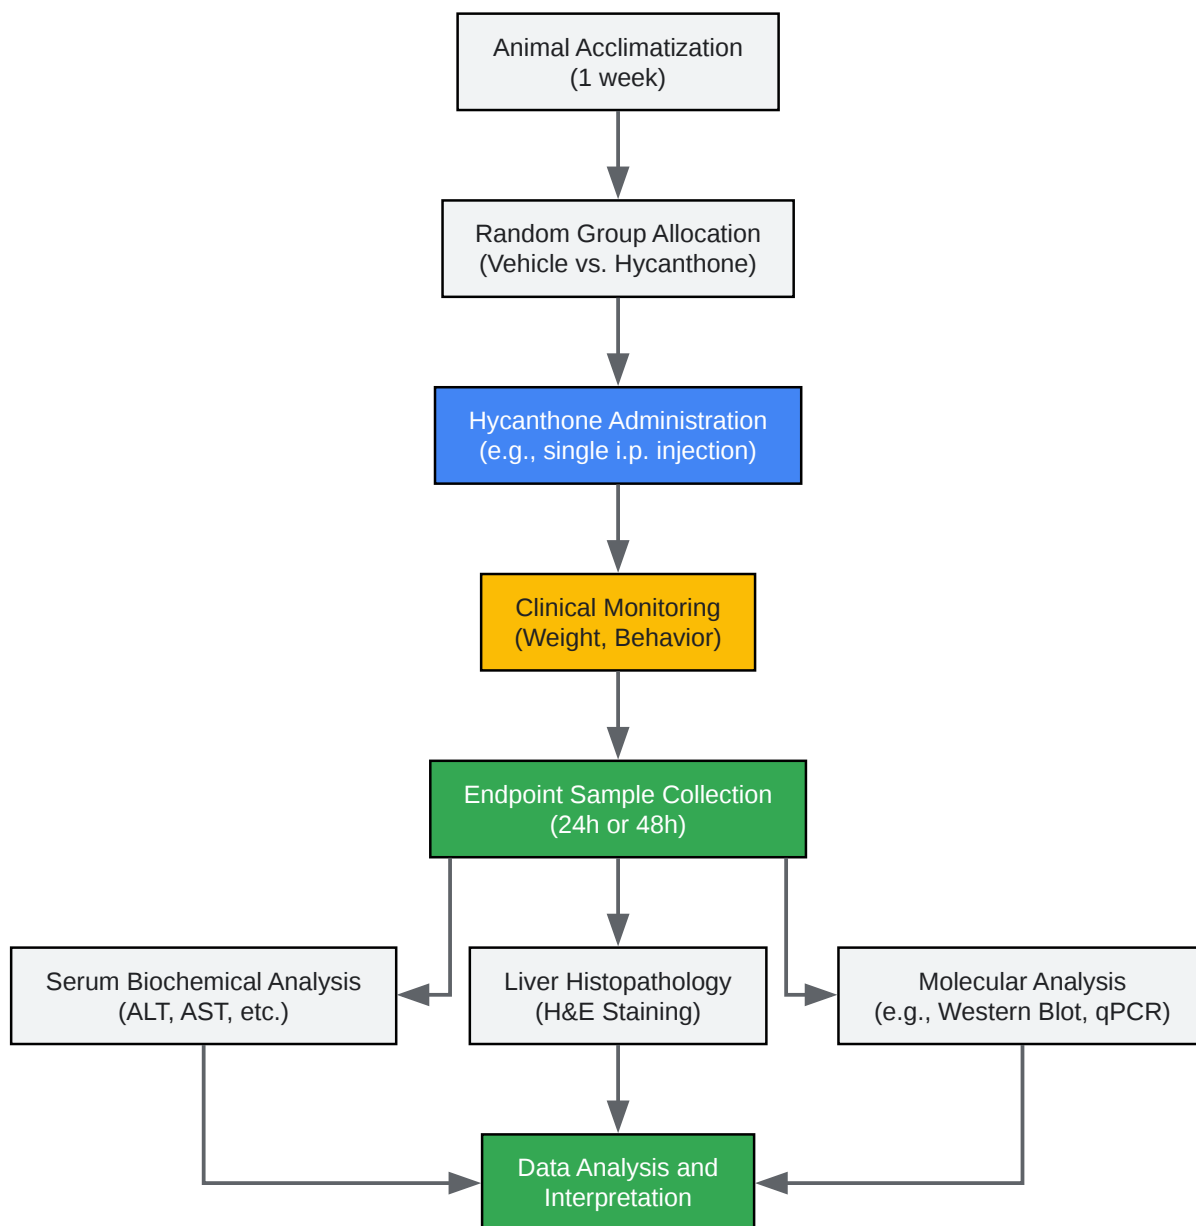 Animal Acclimatization
(1 week)
Random Group Allocation
(Vehicle vs. Hycanthone)
Hycanthone Administration
(e.g., single i.p. injection)
Clinical Monitoring
(Weight, Behavior)
Endpoint Sample Collection
(24h or 48h)
Serum Biochemical Analysis
(ALT, AST, etc.)
Liver Histopathology
(H&E Staining)
Molecular Analysis
(e.g., Western Blot, qPCR)
Data Analysis and
Interpretation